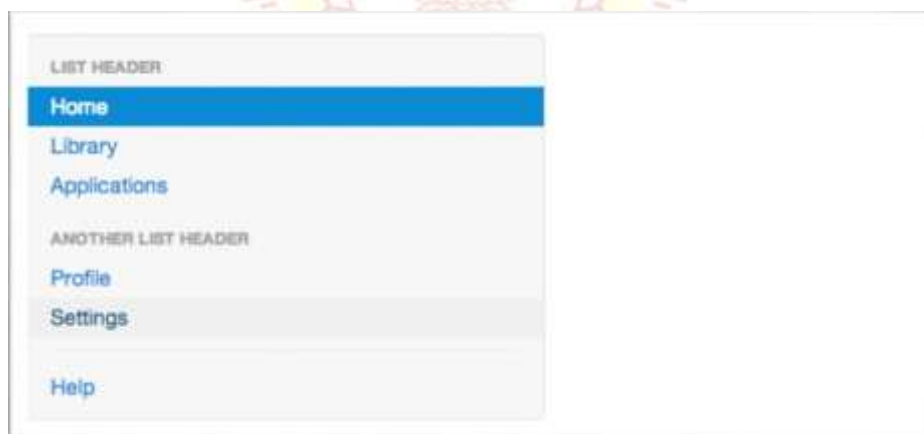 LIST HEADER
Home
Library
Applications
ANOTHER LIST HEADER
Profile
Settings
Help